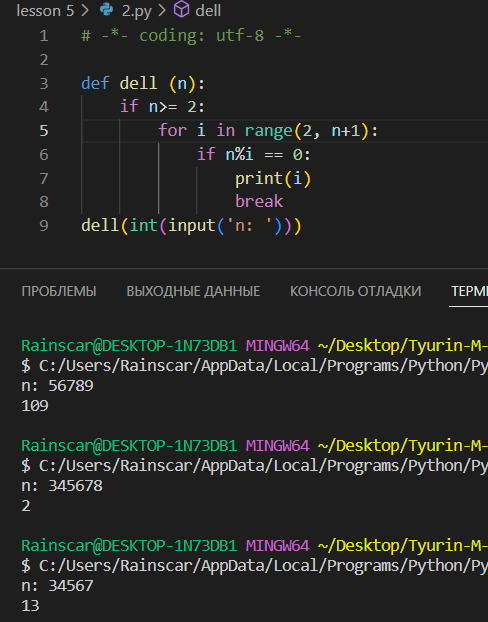 lesson 5 > 2.py > dell
1 # -*- coding: utf-8 -*-
2
3 def dell (n):
4 if n>= 2:
5 for i in range(2, n+1):
6 if n%i == 0:
7 print(i)
8 break
9 dell(int(input('n: ')))
ПРОБЛЕМЫ ВЫХОДНЫЕ ДАННЫЕ КОНСОЛЬ ОТЛАДКИ ТЕРМ
Rainscar@DESKTOP-1N73DB1 MINGW64 ~/Desktop/Tyurin-M-
$ C:/Users/Rainscar/AppData/Local/Programs/Python/Py
n: 56789
109
Rainscar@DESKTOP-1N73DB1 MINGW64 ~/Desktop/Tyurin-M-
$ C:/Users/Rainscar/AppData/Local/Programs/Python/Py
n: 345678
2
Rainscar@DESKTOP-1N73DB1 MINGW64 ~/Desktop/Tyurin-M-
$ C:/Users/Rainscar/AppData/Local/Programs/Python/Py
n: 34567
13